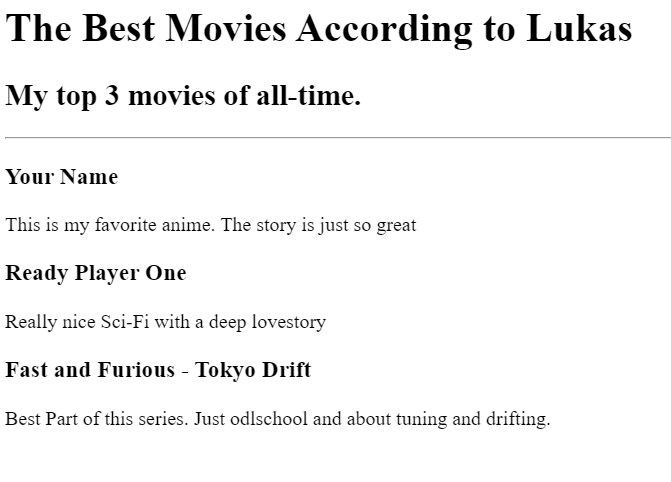 The Best Movies According to Lukas
My top 3 movies of all-time.
Your Name
This is my favorite anime. The story is just so great
Ready Player One
Really nice Sci-Fi with a deep lovestory
Fast and Furious - Tokyo Drift
Best Part of this series. Just odlschool and about tuning and drifting.